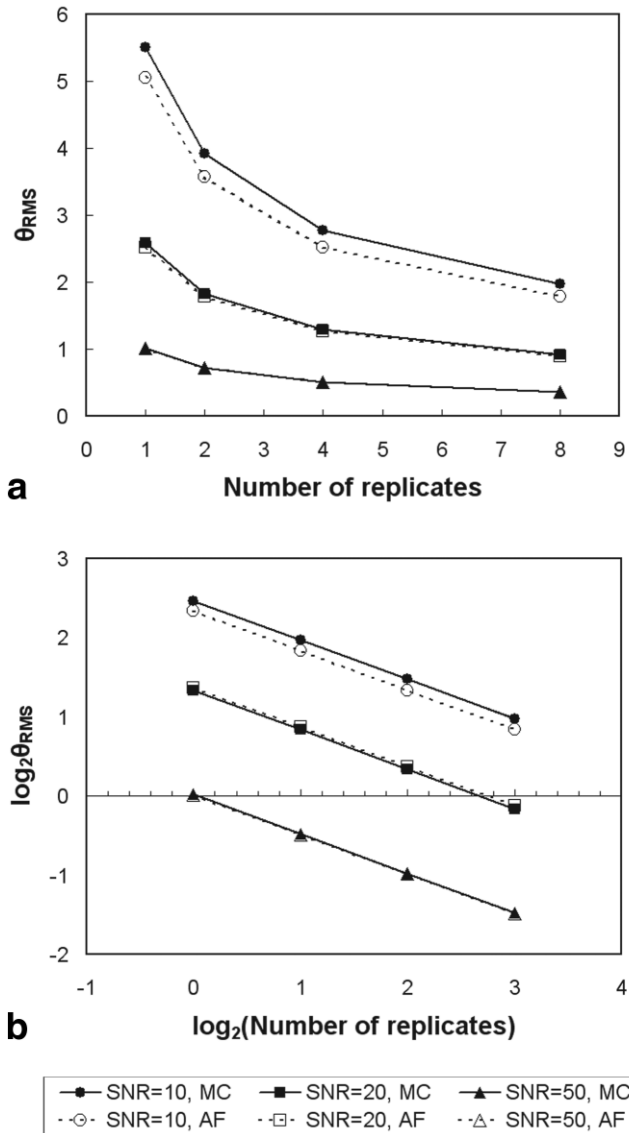 6
5
4
3
2
1
0
θRMS
0 1 2 3 4 5 6 7 8 9
Number of replicates
a
3
2
1
0
-1
-2
log₂θRMS
-1 0 1 2 3 4
log₂(Number of replicates)
b
SNR=10, MC SNR=20, MC SNR=50, MC
SNR=10, AF SNR=20, AF SNR=50, AF